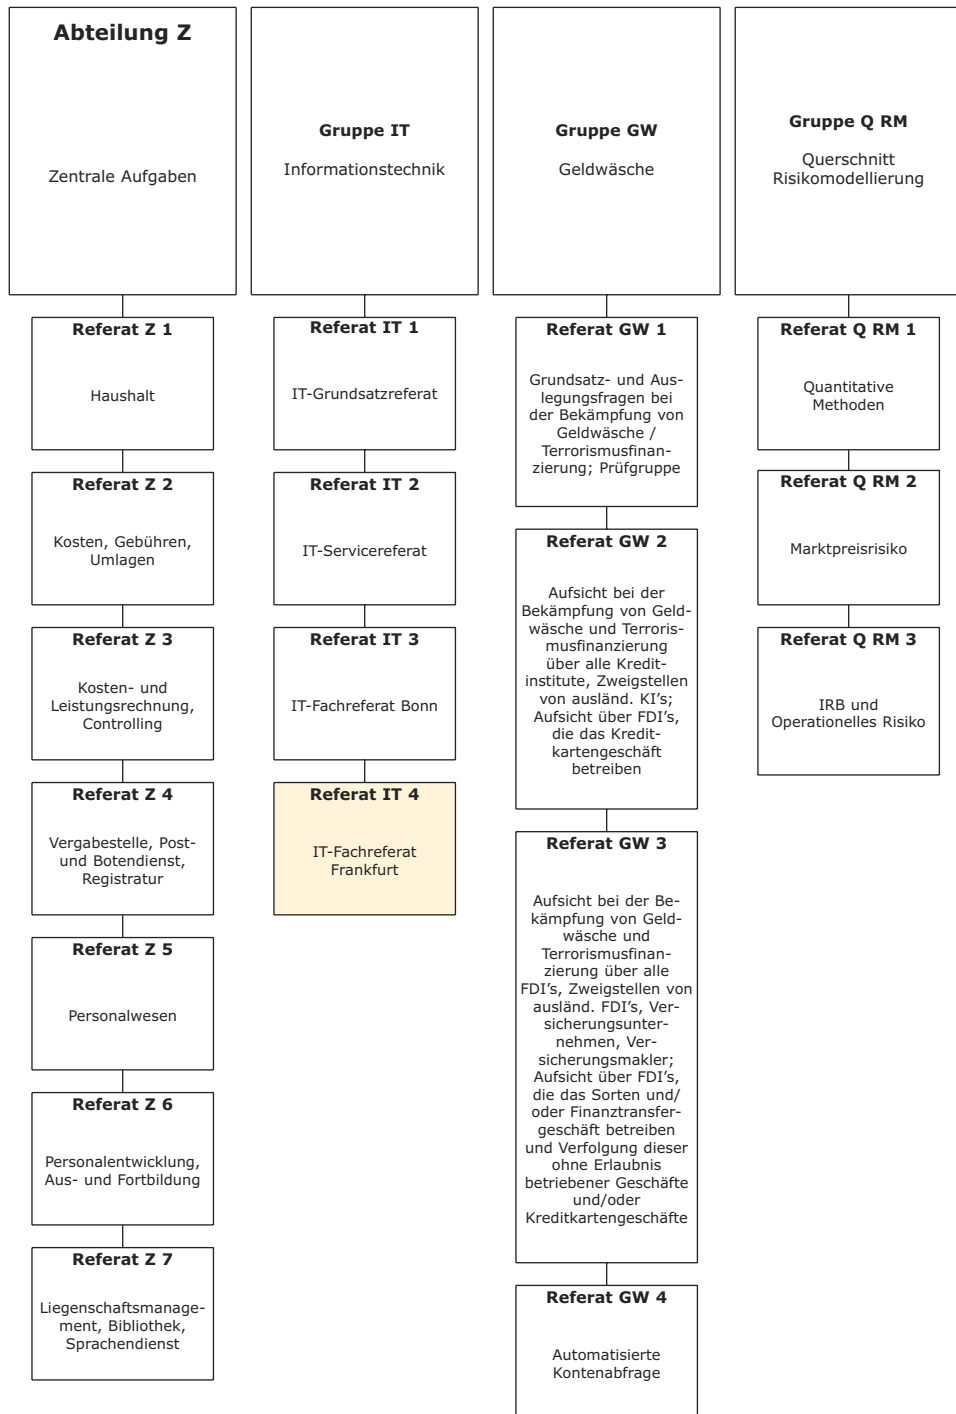 Abteilung Z
Zentrale Aufgaben
Referat Z 1
Haushalt
Referat Z 2
Kosten, Gebühren,
Umlagen
Referat Z 3
Kosten- und
Leistungsrechnung,
Controlling
Referat Z 4
Vergabestelle, Post-
und Botendienst,
Registratur
Referat Z 5
Personalwesen
Referat Z 6
Personalentwicklung,
Aus- und Fortbildung
Referat Z 7
Liegenschaftsmanage-
ment, Bibliothek,
Sprachendienst
Gruppe IT
Informationstechnik
Referat IT 1
IT-Grundsatzreferat
Referat IT 2
IT-Servicereferat
Referat IT 3
IT-Fachreferat Bonn
Referat IT 4
IT-Fachreferat
Frankfurt
Gruppe GW
Geldwäsche
Referat GW 1
Grundsatz- und Aus-
legungsfragen bei
der Bekämpfung von
Geldwäsche /
Terrorismusfinan-
zierung; Prüfgruppe
Referat GW 2
Aufsicht bei der
Bekämpfung von Geld-
wäsche und Terroris-
musfinanzierung
über alle Kredit-
institute, Zweigstellen
von ausländ. KI's;
Aufsicht über FDI's,
die das Kredit-
kartengeschäft
betreiben
Referat GW 3
Aufsicht bei der Be-
kämpfung von Geld-
wäsche und
Terrorismusfinan-
zierung über alle
FDI's, Zweigstellen von
ausländ. FDI's, Ver-
sicherungsunter-
nehmen, Ver-
sicherungsmakler;
Aufsicht über FDI's,
die das Sorten und/
oder Finanztransfer-
geschäft betreiben
und Verfolgung dieser
ohne Erlaubnis
betriebener Geschäfte
und/oder
Kreditkartengeschäfte
Referat GW 4
Automatisierte
Kontenabfrage
Gruppe Q RM
Querschnitt
Risikomodellierung
Referat Q RM 1
Quantitative
Methoden
Referat Q RM 2
Marktpreisrisiko
Referat Q RM 3
IRB und
Operationelles Risiko